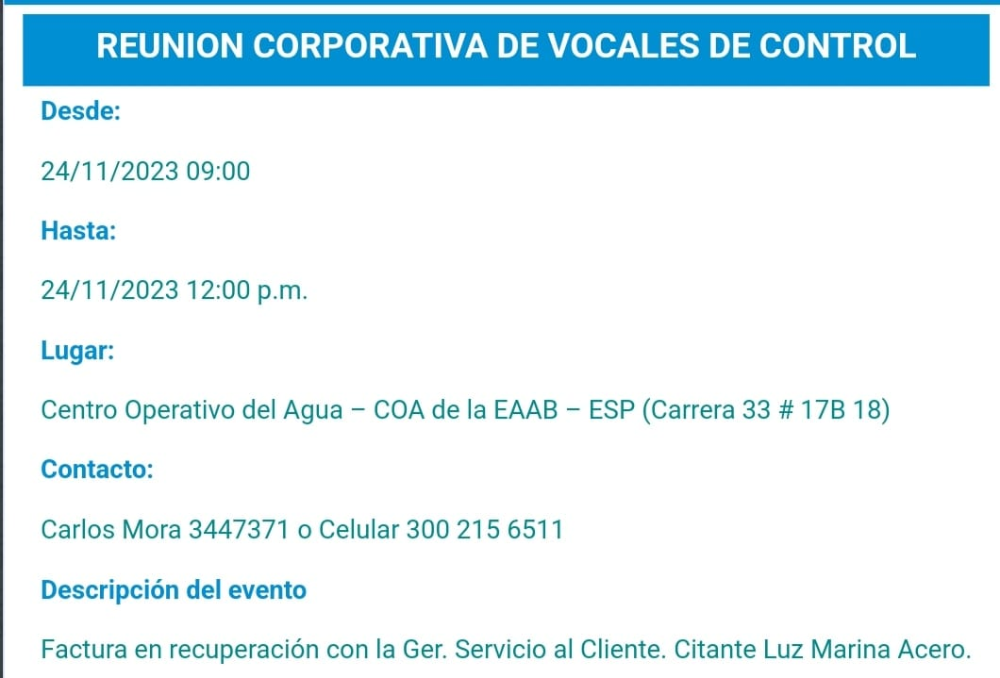 REUNION CORPORATIVA DE VOCALES DE CONTROL
Desde:
24/11/2023 09:00
Hasta:
24/11/2023 12:00 p.m.
Lugar:
Centro Operativo del Agua – COA de la EAAB – ESP (Carrera 33 # 17B 18)
Contacto:
Carlos Mora 3447371 o Celular 300 215 6511
Descripción del evento
Factura en recuperación con la Ger. Servicio al Cliente. Citante Luz Marina Acero.